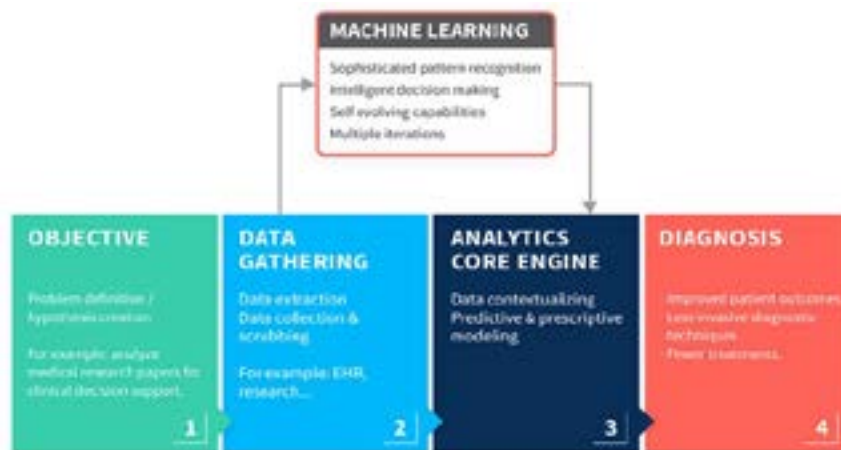 MACHINE LEARNING
Sophisticated pattern recognition
Intelligent decision making
Self evolving capabilities
Multiple iterations
OBJECTIVE
Problem definition /
hypothesis creation
For example: analyze
medical research papers for
clinical decision support.
1
DATA
GATHERING
Data extraction
Data collection &
scrubbing
For example: EHR,
research...
2
ANALYTICS
CORE ENGINE
Data contextualizing
Predictive & prescriptive
modeling
3
DIAGNOSIS
Improved patient outcomes
Less invasive diagnostic
techniques
Fewer treatments.
4